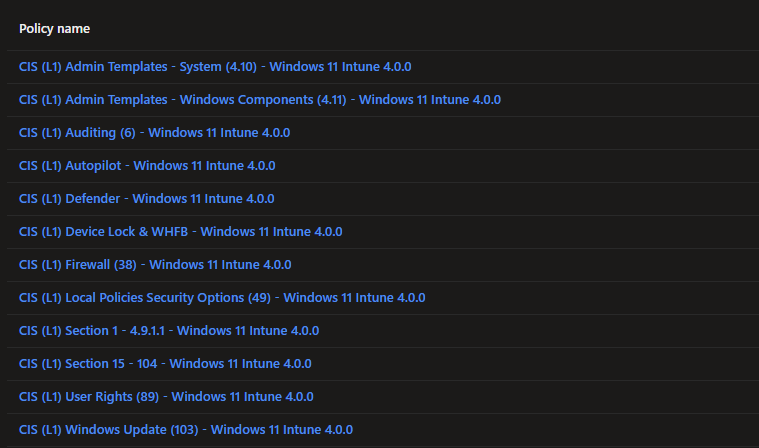 Policy name
CIS (L1) Admin Templates - System (4.10) - Windows 11 Intune 4.0.0
CIS (L1) Admin Templates - Windows Components (4.11) - Windows 11 Intune 4.0.0
CIS (L1) Auditing (6) - Windows 11 Intune 4.0.0
CIS (L1) Autopilot - Windows 11 Intune 4.0.0
CIS (L1) Defender - Windows 11 Intune 4.0.0
CIS (L1) Device Lock & WHFB - Windows 11 Intune 4.0.0
CIS (L1) Firewall (38) - Windows 11 Intune 4.0.0
CIS (L1) Local Policies Security Options (49) - Windows 11 Intune 4.0.0
CIS (L1) Section 1 - 4.9.1.1 - Windows 11 Intune 4.0.0
CIS (L1) Section 15 - 104 - Windows 11 Intune 4.0.0
CIS (L1) User Rights (89) - Windows 11 Intune 4.0.0
CIS (L1) Windows Update (103) - Windows 11 Intune 4.0.0